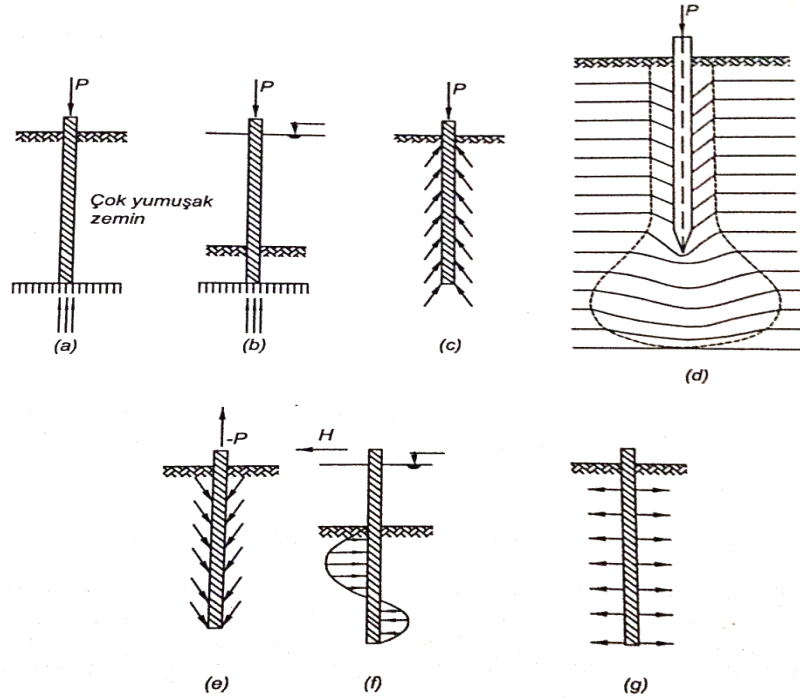 P
P
P
P
Çok yumuşak
zemin
(a)
(b)
(c)
(d)
-P
H
(e)
(f)
(g)